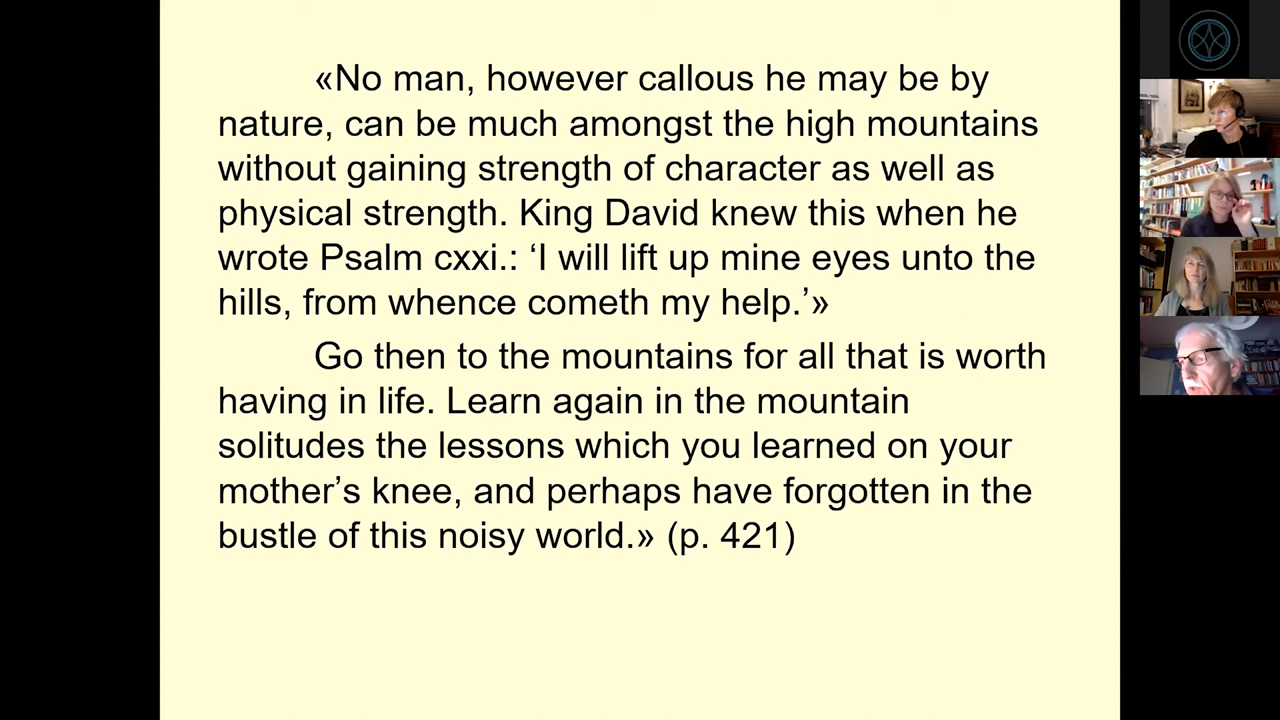 «No man, however callous he may be by
nature, can be much amongst the high mountains
without gaining strength of character as well as
physical strength. King David knew this when he
wrote Psalm cxxi.: ‘I will lift up mine eyes unto the
hills, from whence cometh my help.’»
Go then to the mountains for all that is worth
having in life. Learn again in the mountain
solitudes the lessons which you learned on your
mother’s knee, and perhaps have forgotten in the
bustle of this noisy world.» (p. 421)